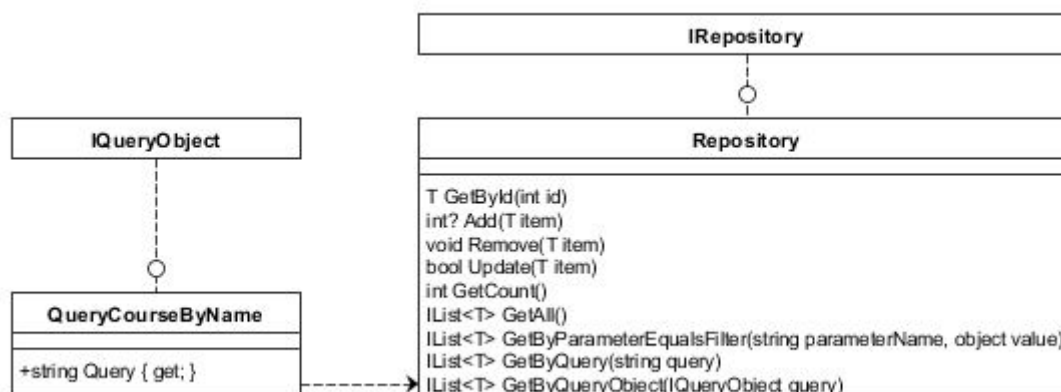 IRepository
IQueryObject
Repository
T GetById(int id)
int? Add(T item)
void Remove(T item)
bool Update(T item)
int GetCount()
IList<T> GetAll()
QueryCourseByName
IList<T> GetByParameterEqualsFilter(string parameterName, object value)
IList<T> GetByQuery(string query)
+string Query { get; }
IList<T> GetByQueryObject(IQueryObject query)